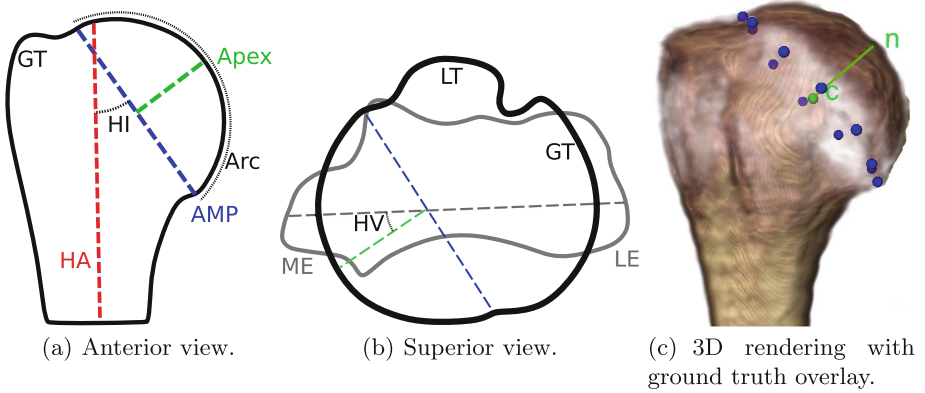 GT
Apex
HI
Arc
AMP
HA
(a) Anterior view.
LT
GT
HV
ME
LE
(b) Superior view.
n
c
(c) 3D rendering with
ground truth overlay.